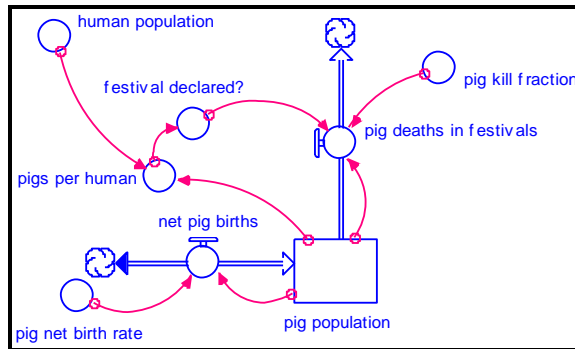 human population
festival declared?
pig kill fraction
pig deaths in festivals
pigs per human
net pig births
pig population
pig net birth rate